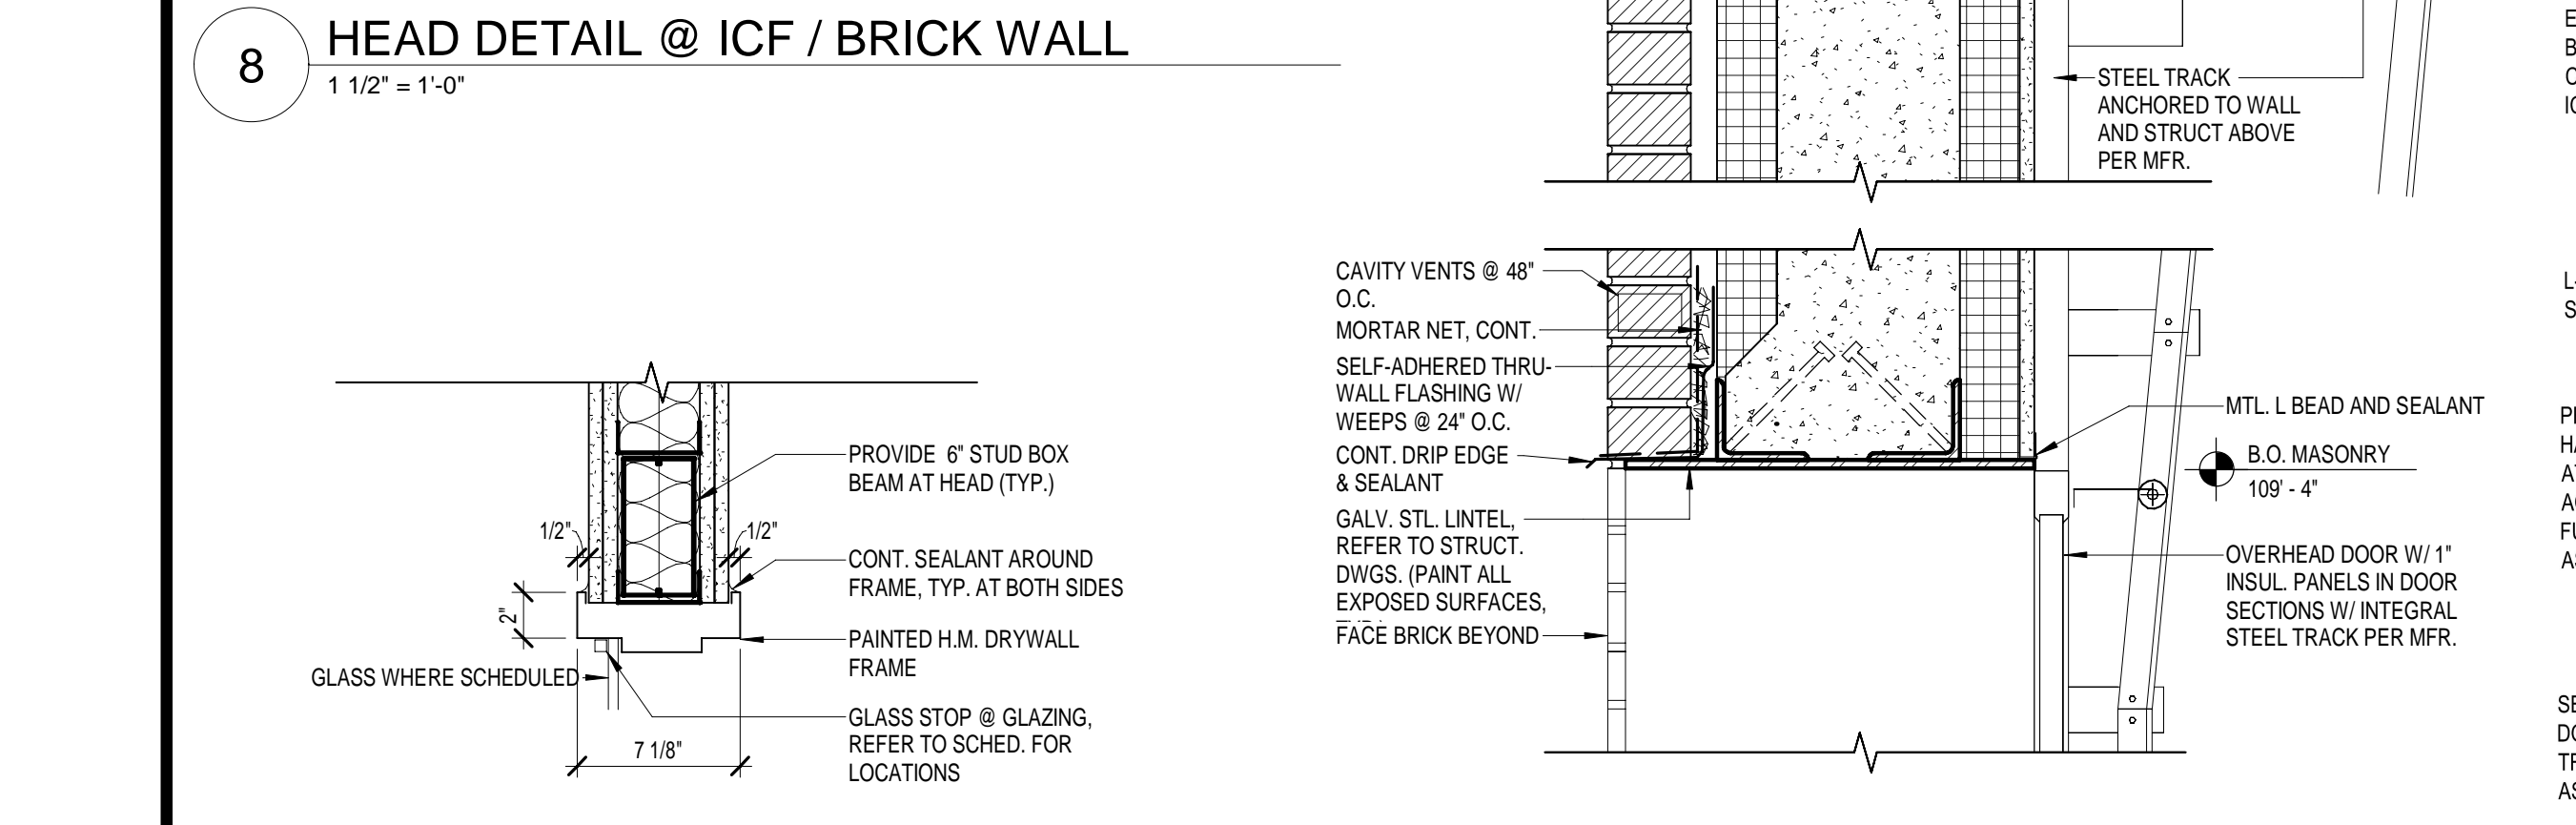 8
HEAD DETAIL @ ICF / BRICK WALL
1 1/2" = 1'-0"
PROVIDE 6" STUD BOX
BEAM AT HEAD (TYP.)
1/2"
1/2"
CONT. SEALANT AROUND
FRAME, TYP. AT BOTH SIDES
2"
PAINTED H.M. DRYWALL
FRAME
GLASS WHERE SCHEDULED
GLASS STOP @ GLAZING,
REFER TO SCHED. FOR
LOCATIONS
7 1/8"
STEEL TRACK
ANCHORED TO WALL
AND STRUCT ABOVE
PER MFR.
CAVITY VENTS @ 48"
O.C.
MORTAR NET, CONT.
SELF-ADHERED THRU-
WALL FLASHING W/
WEEPS @ 24" O.C.
CONT. DRIP EDGE
& SEALANT
GALV. STL. LINTEL,
REFER TO STRUCT.
DWGS. (PAINT ALL
EXPOSED SURFACES,
FACE BRICK BEYOND
MTL. L BEAD AND SEALANT
B.O. MASONRY
109' - 4"
OVERHEAD DOOR W/ 1"
INSUL. PANELS IN DOOR
SECTIONS W/ INTEGRAL
STEEL TRACK PER MFR.